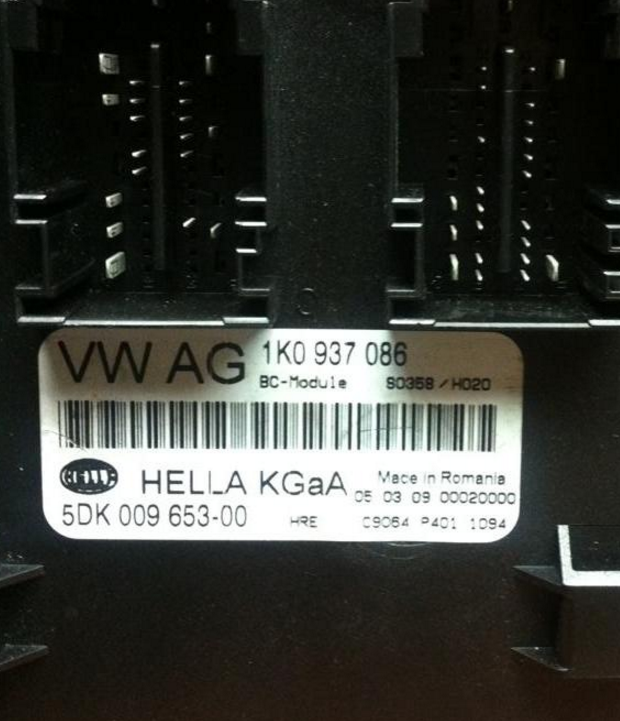 VW AG 1K0 937 086
BC-Module S0358 / H020
HELLA
HELLA KGaA Made in Romania
05 03 09 00020000
5DK 009 653-00 HRE C9064 P401 1094